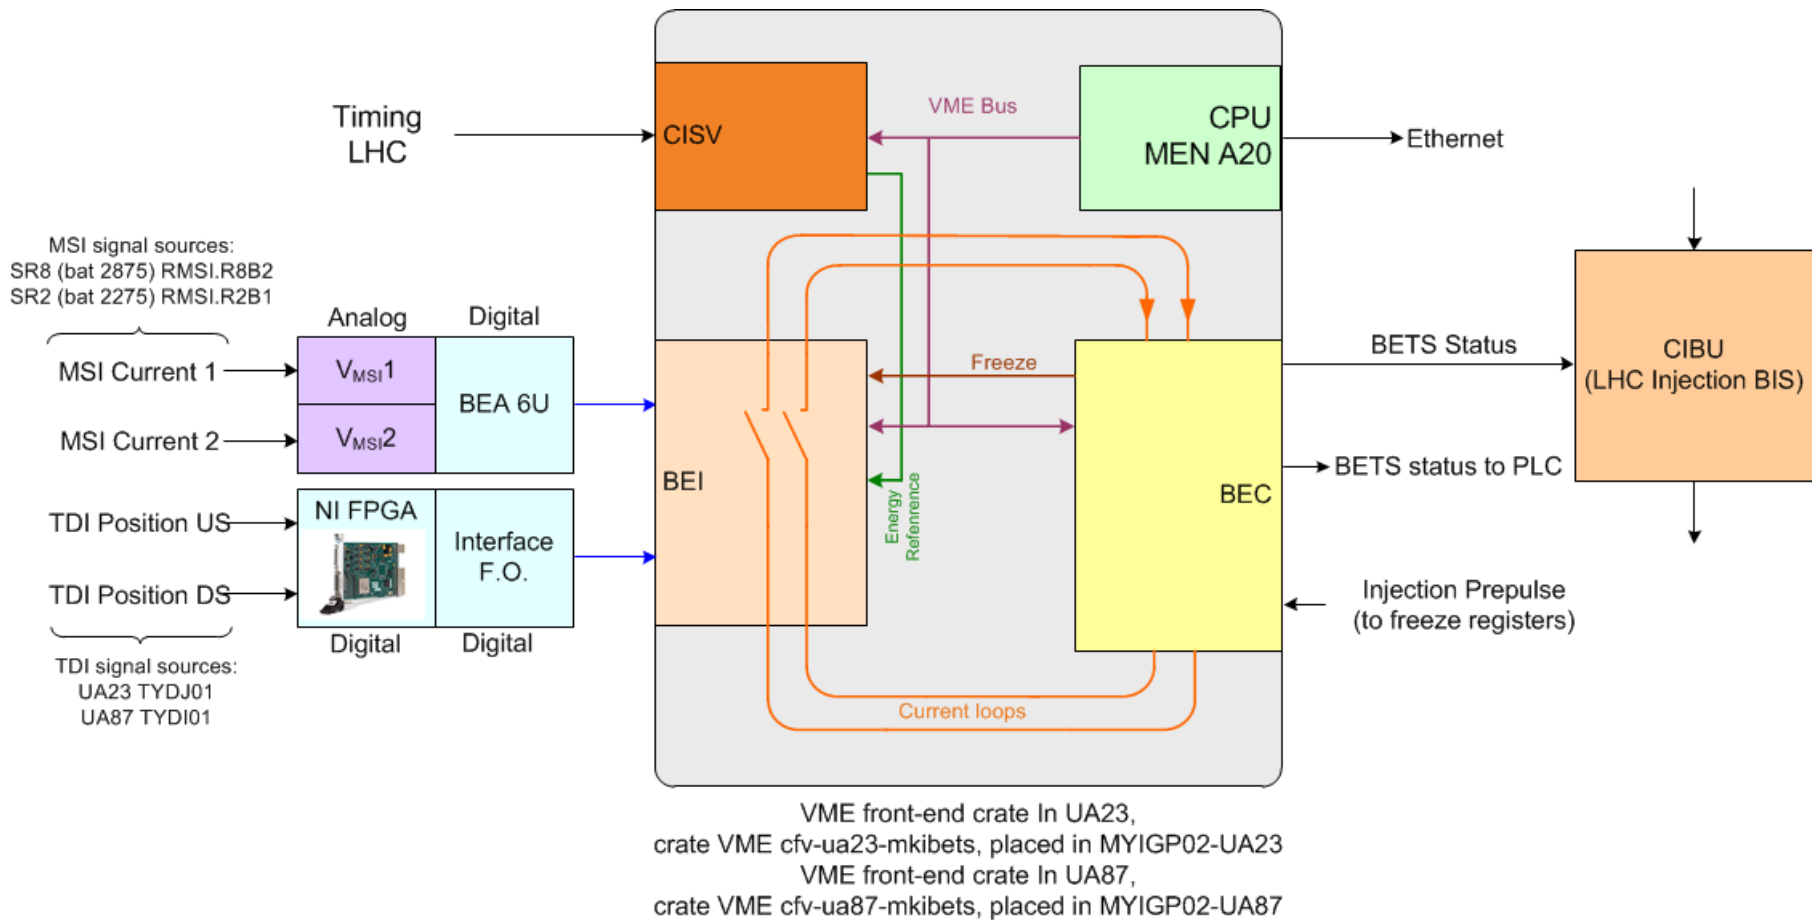 Timing
LHC
CISV
VME Bus
CPU
MEN A20
Ethernet
MSI signal sources:
SR8 (bat 2875) RMSI.R8B2
SR2 (bat 2275) RMSI.R2B1
Analog
Digital
MSI Current 1
VMSI1
BEA 6U
MSI Current 2
VMSI2
Freeze
BETS Status
CIBU
(LHC Injection BIS)
BEI
BEC
BETS status to PLC
Energy
Refenrence
TDI Position US
NI FPGA
Interface
F.O.
TDI Position DS
Digital
Digital
Injection Prepulse
(to freeze registers)
TDI signal sources:
UA23 TYDJ01
UA87 TYDI01
Current loops
VME front-end crate In UA23,
crate VME cfv-ua23-mkibets, placed in MYIGP02-UA23
VME front-end crate In UA87,
crate VME cfv-ua87-mkibets, placed in MYIGP02-UA87